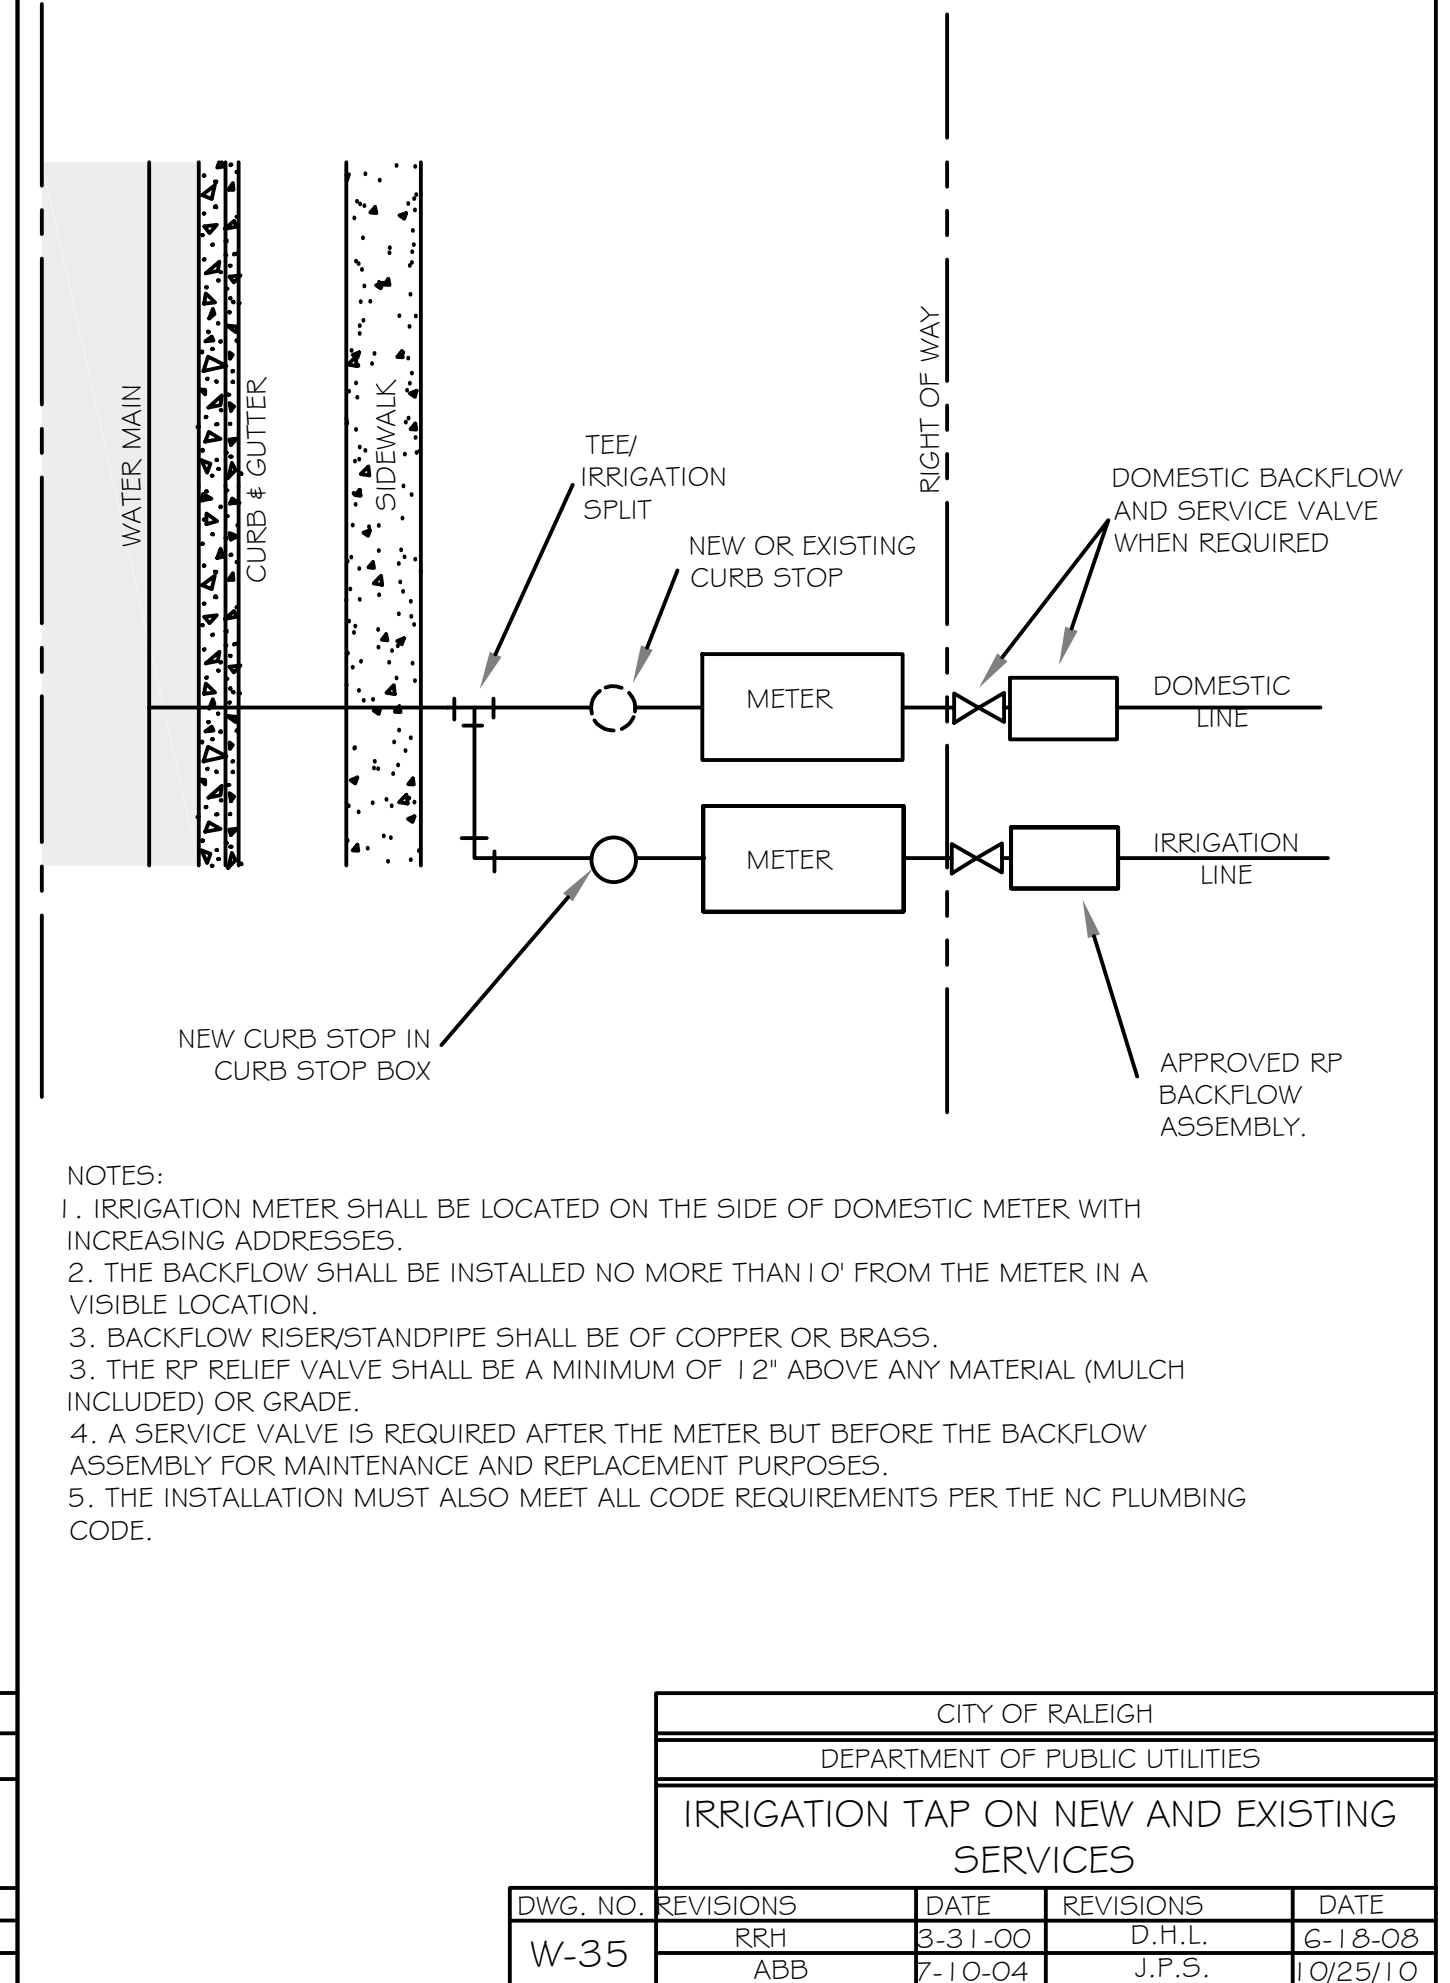 WATER MAIN
CURB & GUTTER
SIDEWALK
RIGHT OF WAY
TEE/
IRRIGATION
SPLIT
NEW OR EXISTING
CURB STOP
DOMESTIC BACKFLOW
AND SERVICE VALVE
WHEN REQUIRED
METER
DOMESTIC
LINE
METER
IRRIGATION
LINE
NEW CURB STOP IN
CURB STOP BOX
APPROVED RP
BACKFLOW
ASSEMBLY.
NOTES:
1. IRRIGATION METER SHALL BE LOCATED ON THE SIDE OF DOMESTIC METER WITH
INCREASING ADDRESSES.
2. THE BACKFLOW SHALL BE INSTALLED NO MORE THAN 10' FROM THE METER IN A
VISIBLE LOCATION.
3. BACKFLOW RISER/STANDPIPE SHALL BE OF COPPER OR BRASS.
3. THE RP RELIEF VALVE SHALL BE A MINIMUM OF 12" ABOVE ANY MATERIAL (MULCH
INCLUDED) OR GRADE.
4. A SERVICE VALVE IS REQUIRED AFTER THE METER BUT BEFORE THE BACKFLOW
ASSEMBLY FOR MAINTENANCE AND REPLACEMENT PURPOSES.
5. THE INSTALLATION MUST ALSO MEET ALL CODE REQUIREMENTS PER THE NC PLUMBING
CODE.
CITY OF RALEIGH
DEPARTMENT OF PUBLIC UTILITIES
IRRIGATION TAP ON NEW AND EXISTING
SERVICES
DWG. NO. REVISIONS DATE REVISIONS DATE
W-35
RRH 3-31-00 D.H.L. 6-18-08
ABB 7-10-04 J.P.S. 10/25/10